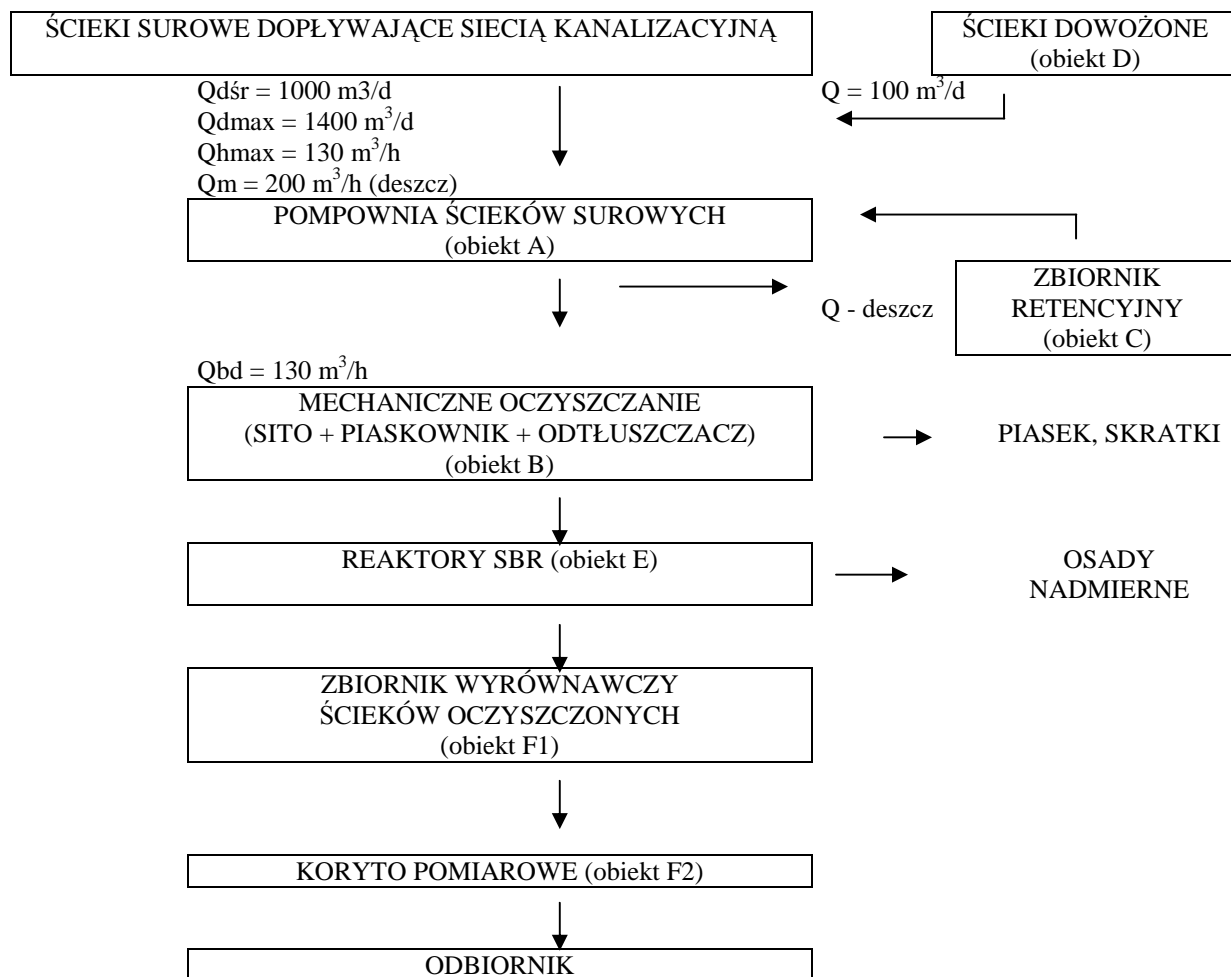 ŚCIEKI SUROWE DOPŁYWAJĄCE SIECIĄ KANALIZACYJNĄ
ŚCIEKI DOWOŻONE
(obiekt D)
Qdśr = 1000 m3/d
Qdmax = 1400 m³/d
Qhmax = 130 m³/h
Qm = 200 m³/h (deszcz)
Q = 100 m³/d
POMPOWNIA ŚCIEKÓW SUROWYCH
(obiekt A)
Q - deszcz
ZBIORNIK
RETENCYJNY
(obiekt C)
Qbd = 130 m³/h
MECHANICZNE OCZYSZCZANIE
(SITO + PIASKOWNIK + ODTŁUSZCZACZ)
(obiekt B)
PIASEK, SKRATKI
REAKTORY SBR (obiekt E)
OSADY
NADMIERNE
ZBIORNIK WYRÓWNAWCZY
ŚCIEKÓW OCZYSZCZONYCH
(obiekt F1)
KORYTO POMIAROWE (obiekt F2)
ODBIORNIK